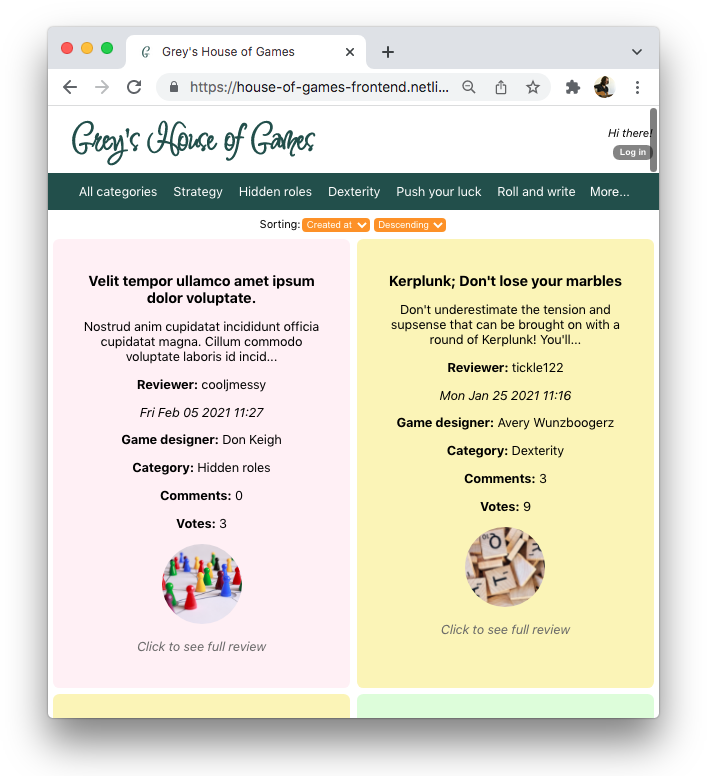 Grey's House of Games
https://house-of-games-frontend.netli...
Grey's House of Games
Hi there!
Log in
All categories Strategy Hidden roles Dexterity Push your luck Roll and write More...
Sorting: Created at Descending
Velit tempor ullamco amet ipsum
dolor voluptate.
Nostrud anim cupidatat incididunt officia
cupidatat magna. Cillum commodo
voluptate laboris id incid...
Reviewer: cooljmessy
Fri Feb 05 2021 11:27
Game designer: Don Keigh
Category: Hidden roles
Comments: 0
Votes: 3
Click to see full review
Kerplunk; Don't lose your marbles
Don't underestimate the tension and
supsense that can be brought on with a
round of Kerplunk! You'll...
Reviewer: tickle122
Mon Jan 25 2021 11:16
Game designer: Avery Wunzboogerz
Category: Dexterity
Comments: 3
Votes: 9
Q
T
Click to see full review